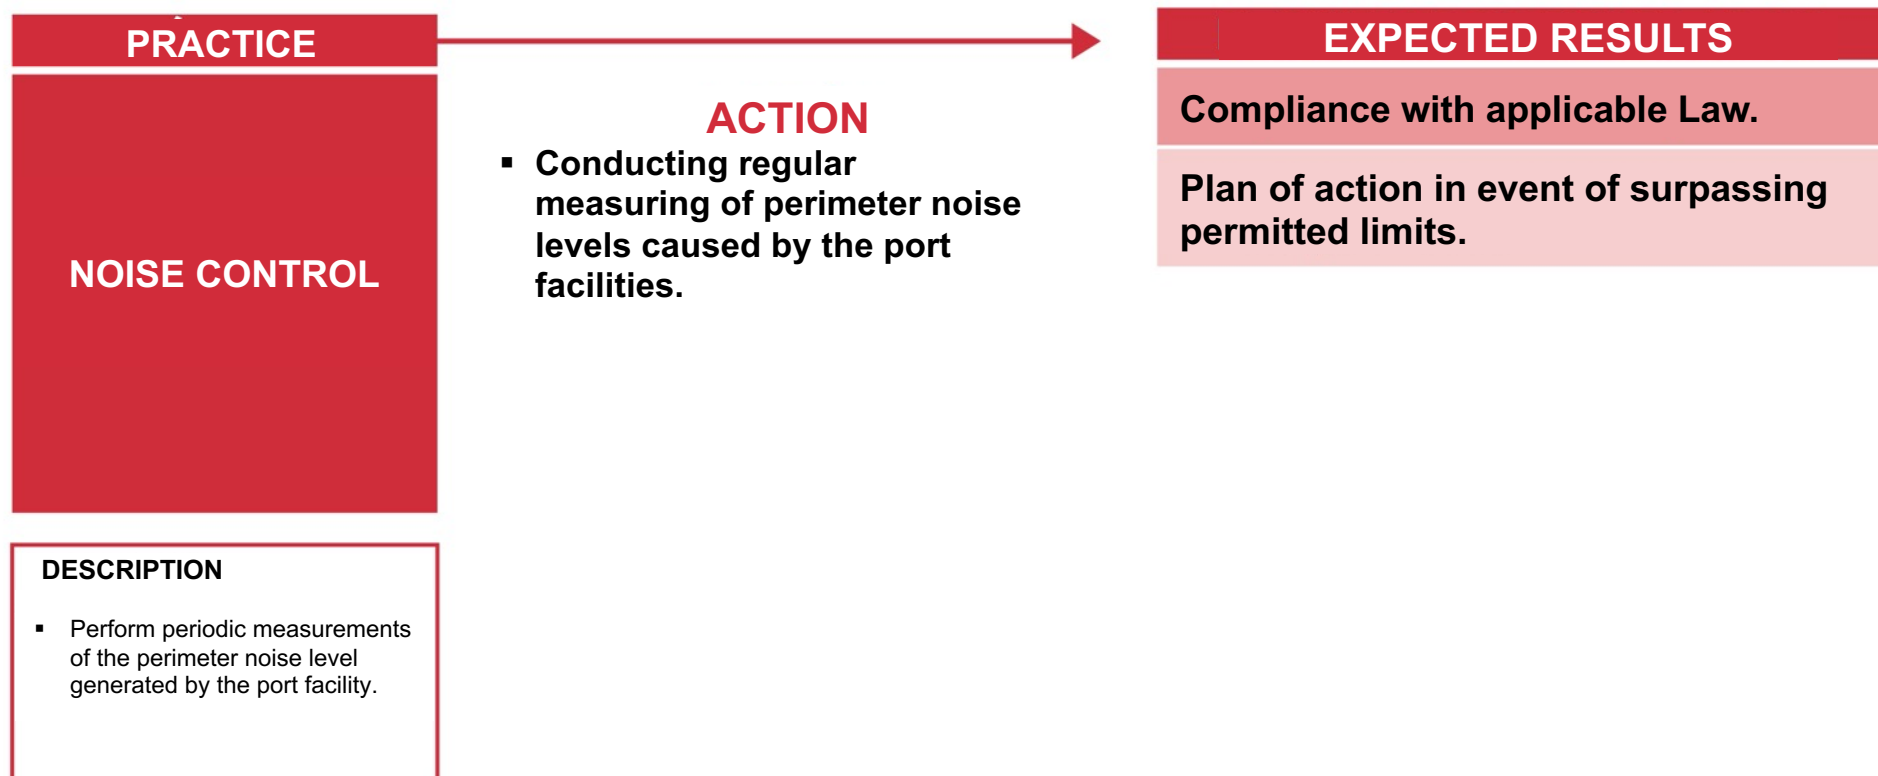 PRACTICE
NOISE CONTROL
DESCRIPTION
▪ Perform periodic measurements
of the perimeter noise level
generated by the port facility.
ACTION
▪ Conducting regular
measuring of perimeter noise
levels caused by the port
facilities.
EXPECTED RESULTS
Compliance with applicable Law.
Plan of action in event of surpassing
permitted limits.